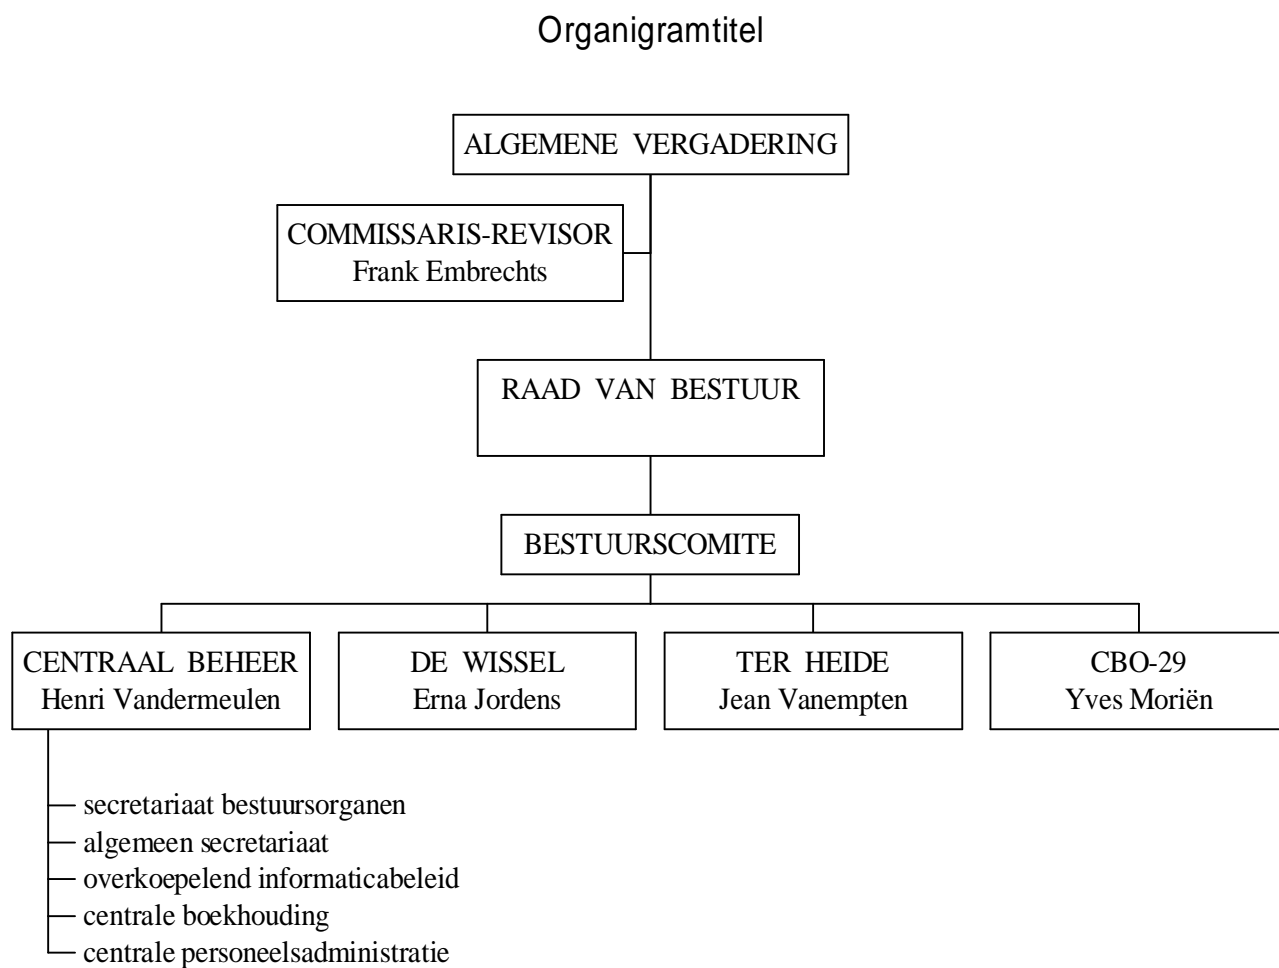 Organigramtitel
ALGEMENE VERGADERING
COMMISSARIS-REVISOR
Frank Embrechts
RAAD VAN BESTUUR
BESTUURSCOMITE
CENTRAAL BEHEER
Henri Vandermeulen
DE WISSEL
Erna Jordens
TER HEIDE
Jean Vanempten
CBO-29
Yves Moriën
secretariaat bestuursorganen
algemeen secretariaat
overkoepelend informaticabeleid
centrale boekhouding
centrale personeelsadministratie